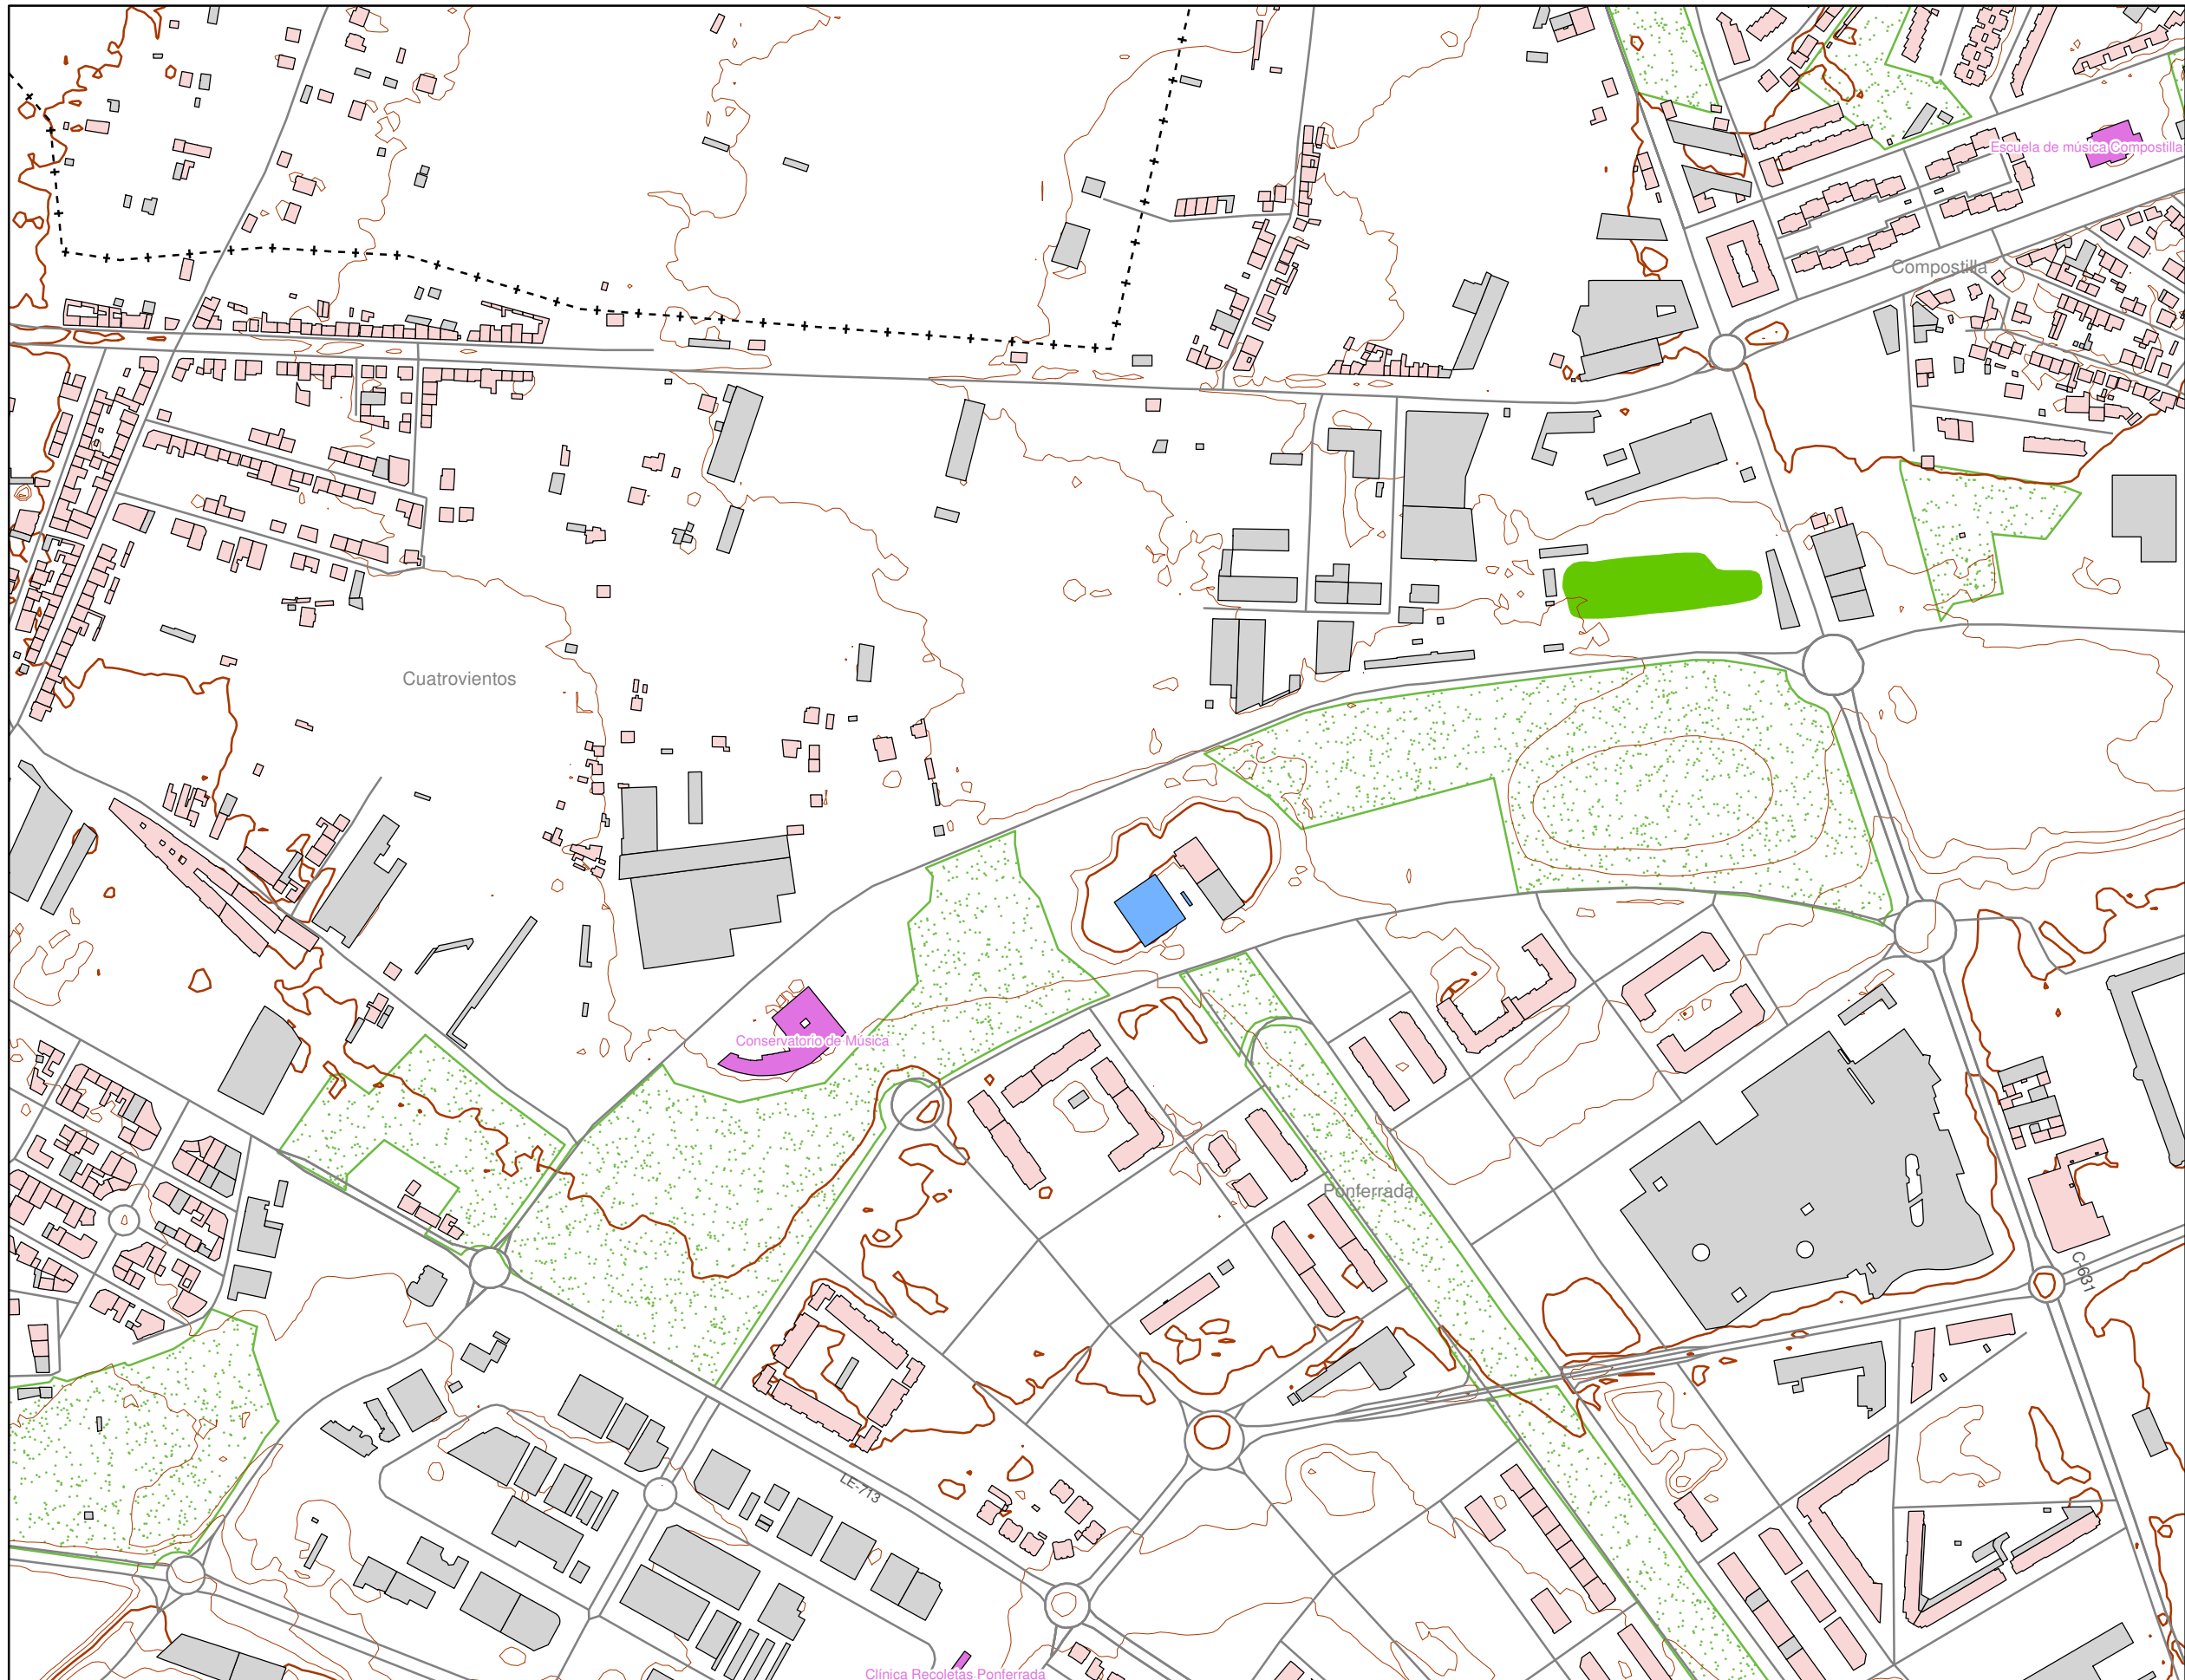 Escuela de música Compostilla
Compostilla
Cuatrovientos
Conservatorio de Música
Ponferrada
C-631
LE-713
Clínica Recoletas Ponferrada